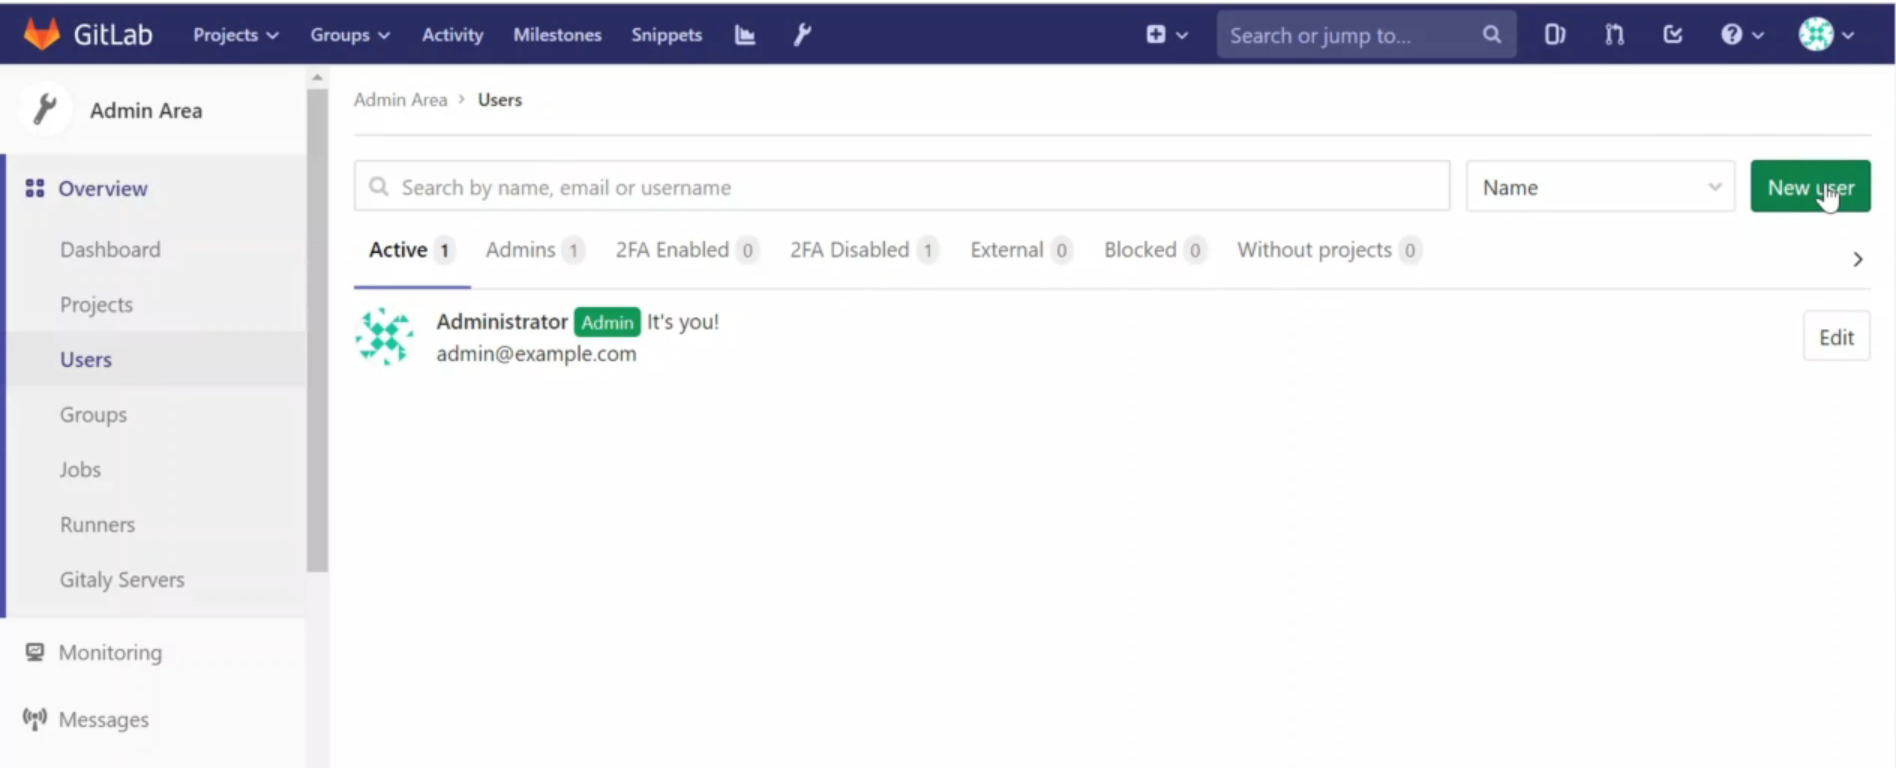 GitLab Projects Groups Activity Milestones Snippets Search or jump to...
Admin Area
Overview
Dashboard
Projects
Users
Groups
Jobs
Runners
Gitaly Servers
Monitoring
Messages
Admin Area > Users
Search by name, email or username Name New user
Active 1 Admins 1 2FA Enabled 0 2FA Disabled 1 External 0 Blocked 0 Without projects 0
Administrator Admin It's you!
admin@example.com
Edit